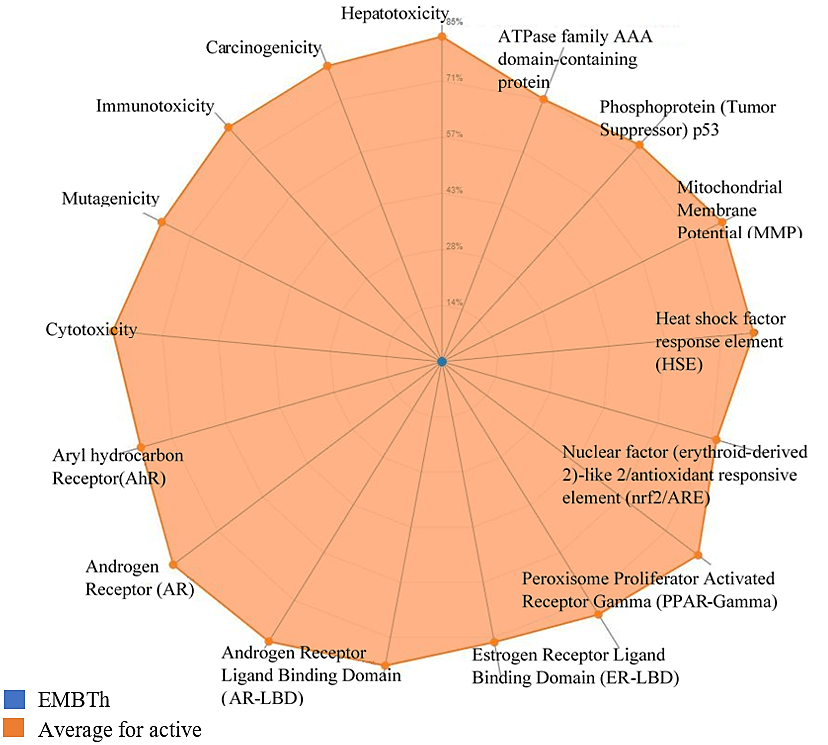 Hepatotoxicity
85%
ATPase family AAA
domain-containing
protein
Carcinogenicity
71%
Immunotoxicity
Phosphoprotein (Tumor
Suppressor) p53
57%
Mutagenicity
43%
Mitochondrial
Membrane
Potential (MMP)
28%
14%
Cytotoxicity
Heat shock factor
response element
(HSE)
Aryl hydrocarbon
Receptor(AhR)
Nuclear factor (erythroid-derived
2)-like 2/antioxidant responsive
element (nrf2/ARE)
Androgen
Receptor (AR)
Peroxisome Proliferator Activated
Receptor Gamma (PPAR-Gamma)
Androgen Receptor
Ligand Binding Domain
(AR-LBD)
Estrogen Receptor Ligand
Binding Domain (ER-LBD)
EMBTh
Average for active